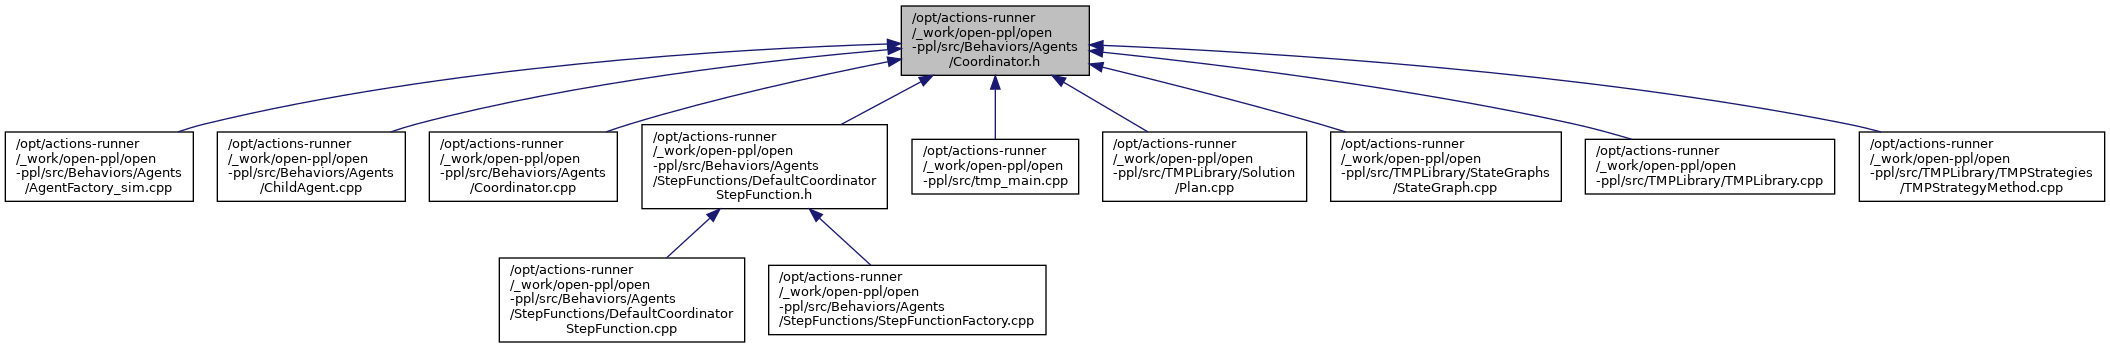 /opt/actions-runner
/_work/open-ppl/open
-ppl/src/Behaviors/Agents
/Coordinator.h
/opt/actions-runner
/_work/open-ppl/open
-ppl/src/Behaviors/Agents
/AgentFactory_sim.cpp
/opt/actions-runner
/_work/open-ppl/open
-ppl/src/Behaviors/Agents
/ChildAgent.cpp
/opt/actions-runner
/_work/open-ppl/open
-ppl/src/Behaviors/Agents
/Coordinator.cpp
/opt/actions-runner
/_work/open-ppl/open
-ppl/src/Behaviors/Agents
/StepFunctions/DefaultCoordinator
StepFunction.h
/opt/actions-runner
/_work/open-ppl/open
-ppl/src/tmp_main.cpp
/opt/actions-runner
/_work/open-ppl/open
-ppl/src/TMPLibrary/Solution
/Plan.cpp
/opt/actions-runner
/_work/open-ppl/open
-ppl/src/TMPLibrary/StateGraphs
/StateGraph.cpp
/opt/actions-runner
/_work/open-ppl/open
-ppl/src/TMPLibrary/TMPLibrary.cpp
/opt/actions-runner
/_work/open-ppl/open
-ppl/src/TMPLibrary/TMPStrategies
/TMPStrategyMethod.cpp
/opt/actions-runner
/_work/open-ppl/open
-ppl/src/Behaviors/Agents
/StepFunctions/DefaultCoordinator
StepFunction.cpp
/opt/actions-runner
/_work/open-ppl/open
-ppl/src/Behaviors/Agents
/StepFunctions/StepFunctionFactory.cpp